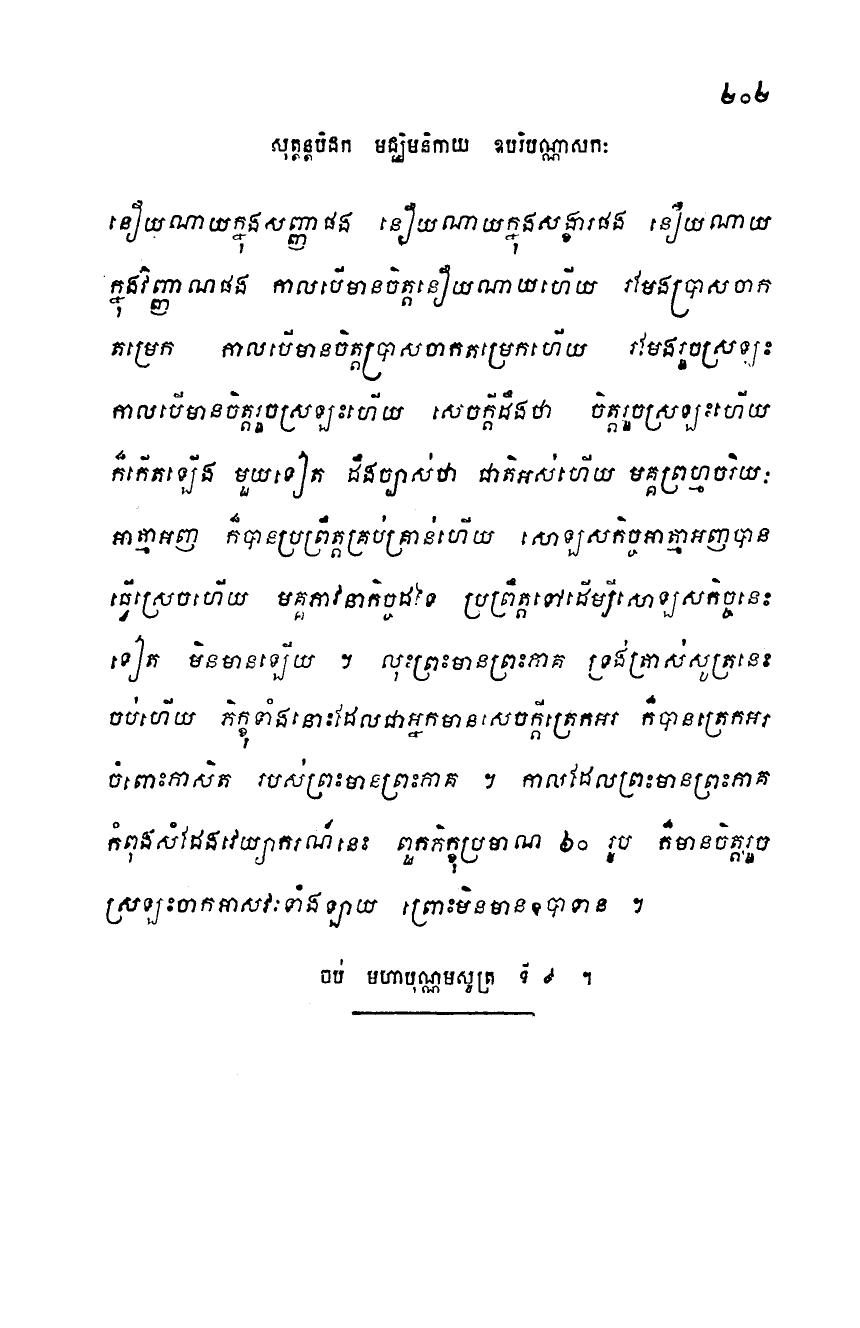 ២០២
សុត្តន្តបិដក មជ្ឈិមនិកាយ ឧបរិបណ្ណាសកៈ
នឿយណាយក្នុងសញ្ញាផង នឿយណាយក្នុងសង្ខារផង នឿយណាយ
ក្នុងវិញ្ញាណផង កាលបើមានចិត្តនឿយណាយហើយ រមែងប្រាសចាក
តម្រេក កាលបើមានចិត្តប្រាសចាកតម្រេកហើយ រមែងរួចស្រឡះ
កាលបើមានចិត្តរួចស្រឡះហើយ សេចក្តីដឹងថា ចិត្តរួចស្រឡះហើយ
ក៏កើតឡើង មួយទៀត ដឹងច្បាស់ថា ជាតិអស់ហើយ មគ្គព្រហ្មចរិយៈ
អាត្មាអញ ក៏បានប្រព្រឹត្តគ្រប់គ្រាន់ហើយ សោឡសកិច្ចអាត្មាអញបាន
ធ្វើស្រេចហើយ មគ្គភាវនាកិច្ចដទៃ ប្រព្រឹត្តទៅដើម្បីសោឡសកិច្ចនេះ
ទៀត មិនមានឡើយ ។ លុះព្រះមានព្រះភាគ ទ្រង់ត្រាស់សូត្រនេះ
ចប់ហើយ ភិក្ខុទាំងនោះដែលជាអ្នកមានសេចក្តីត្រេកអរ ក៏បានត្រេកអរ
ចំពោះភាសិត របស់ព្រះមានព្រះភាគ ។ កាលដែលព្រះមានព្រះភាគ
កំពុងសំដែងវេយ្យាករណ៍នេះ ពួកភិក្ខុប្រមាណ ៦០ រូប ក៏មានចិត្តរួច
ស្រឡះចាកអាសវៈទាំងឡាយ ព្រោះមិនមានឧបាទាន ។
ចប់ មហាបុណ្ណមសូត្រ ទី ៩ ។